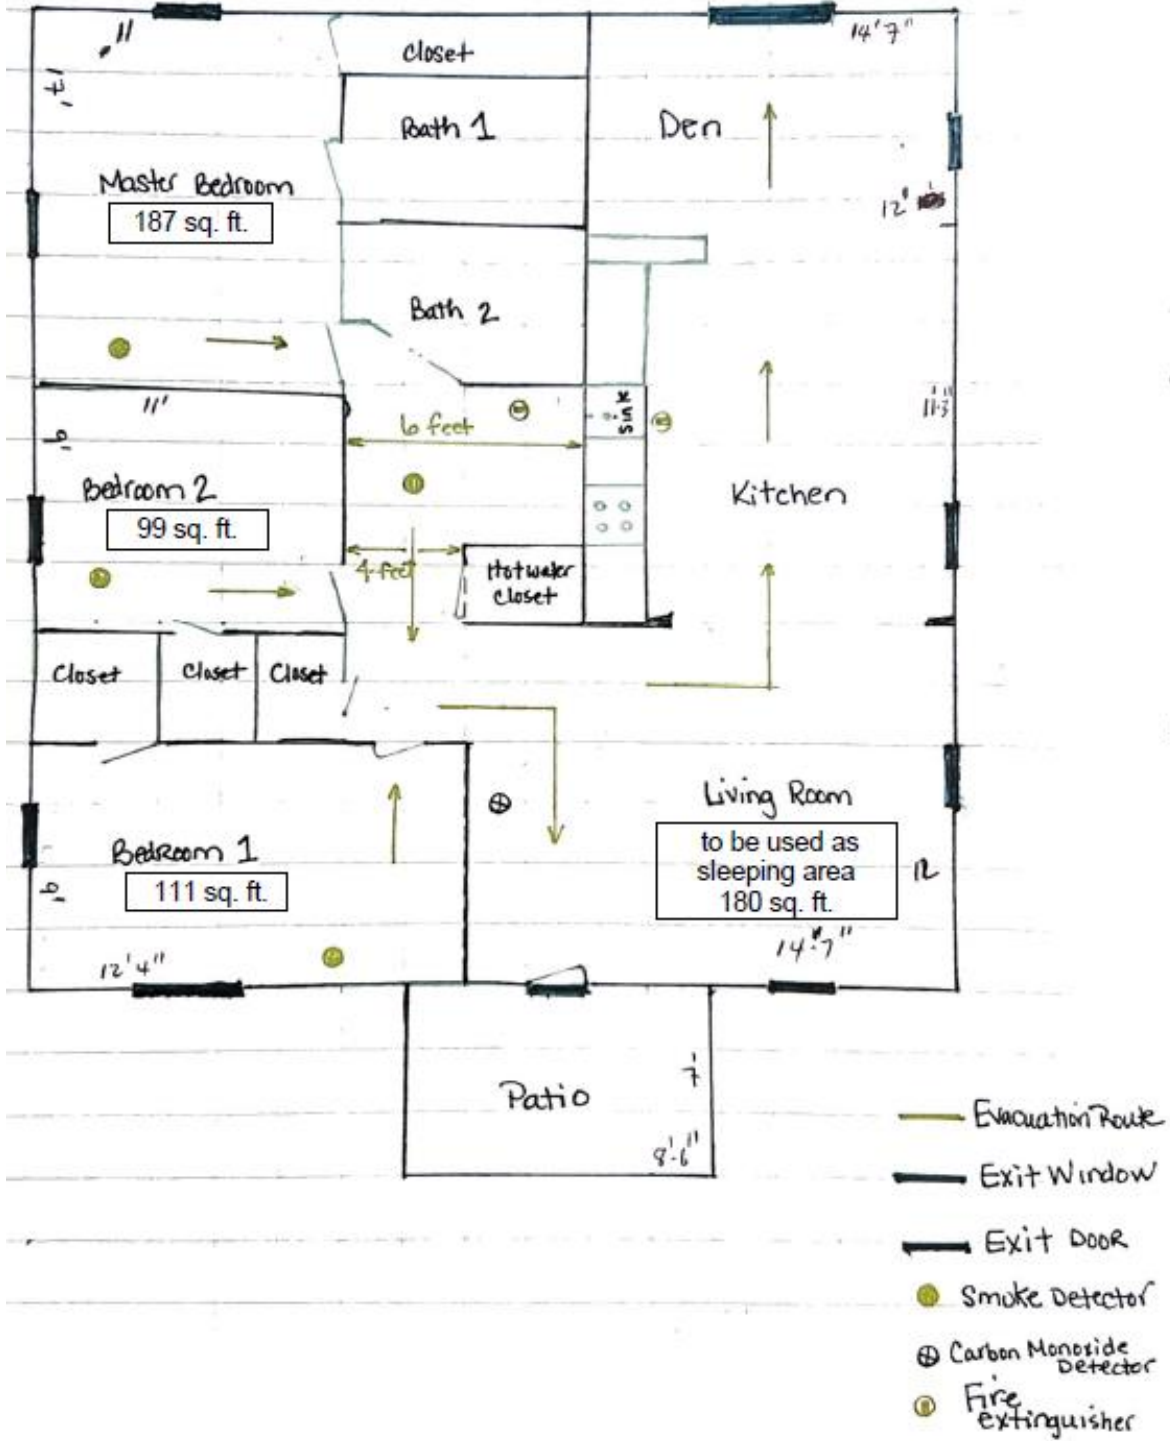 11'
14'7"
closet
17'
Bath 1
Den
Master Bedroom
187 sq. ft.
12'
Bath 2
11'
6 feet
sink
11'3"
9'
Bedroom 2
99 sq. ft.
Kitchen
4 feet
Hotwater
closet
Closet
Closet
Closet
Living Room
to be used as
sleeping area
180 sq. ft.
Bedroom 1
111 sq. ft.
9'
12
14'7"
12'4"
Patio
7'
8'6"
Evacuation Route
Exit Window
Exit Door
Smoke Detector
Carbon Monoxide
Detector
Fire
extinguisher